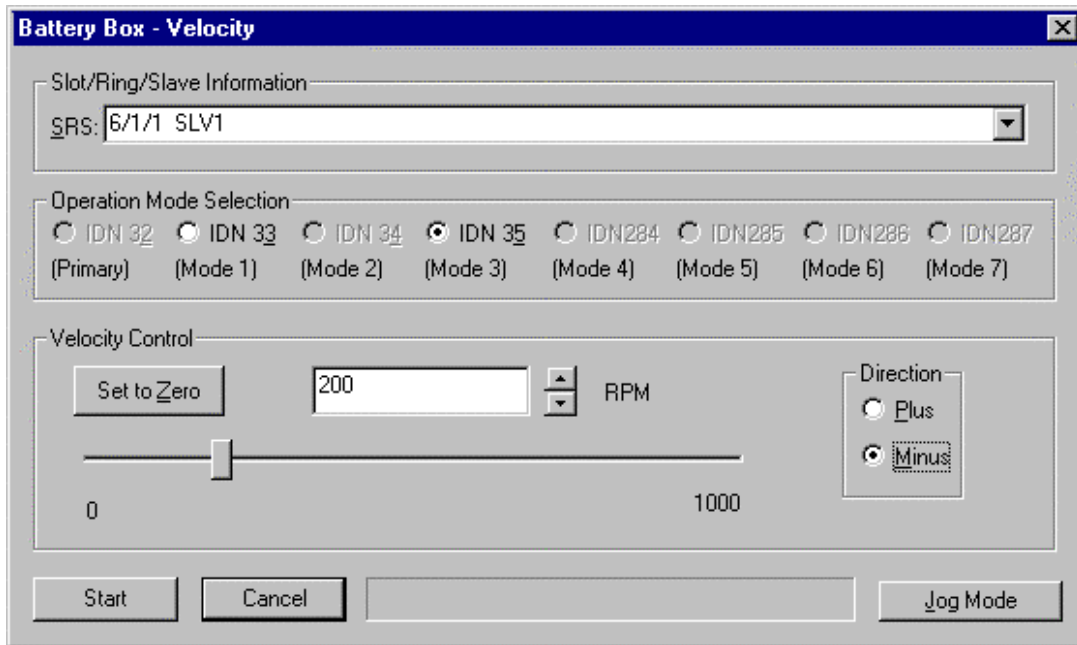 Battery Box - Velocity
Slot/Ring/Slave Information
SRS: 6/1/1 SLV1
Operation Mode Selection
IDN 32 IDN 33 IDN 34 IDN 35 IDN284 IDN285 IDN286 IDN287
(Primary) (Mode 1) (Mode 2) (Mode 3) (Mode 4) (Mode 5) (Mode 6) (Mode 7)
Velocity Control
Set to Zero 200 RPM
Direction
Plus
Minus
0 1000
Start Cancel Jog Mode